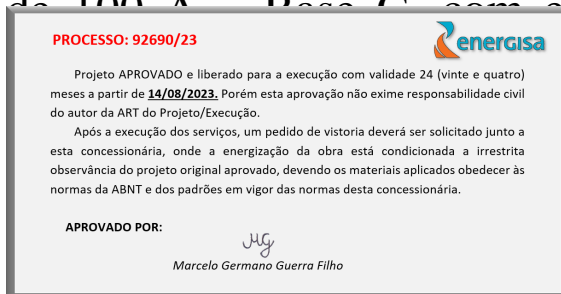 de 100 A - Base C, com
PROCESSO: 92690/23
energisa
Projeto APROVADO e liberado para a execução com validade 24 (vinte e quatro)
meses a partir de 14/08/2023. Porém esta aprovação não exime responsabilidade civil
do autor da ART do Projeto/Execução.
Após a execução dos serviços, um pedido de vistoria deverá ser solicitado junto a
esta concessionária, onde a energização da obra está condicionada a irrestrita
observância do projeto original aprovado, devendo os materiais aplicados obedecer às
normas da ABNT e dos padrões em vigor das normas desta concessionária.
APROVADO POR:
MG
Marcelo Germano Guerra Filho